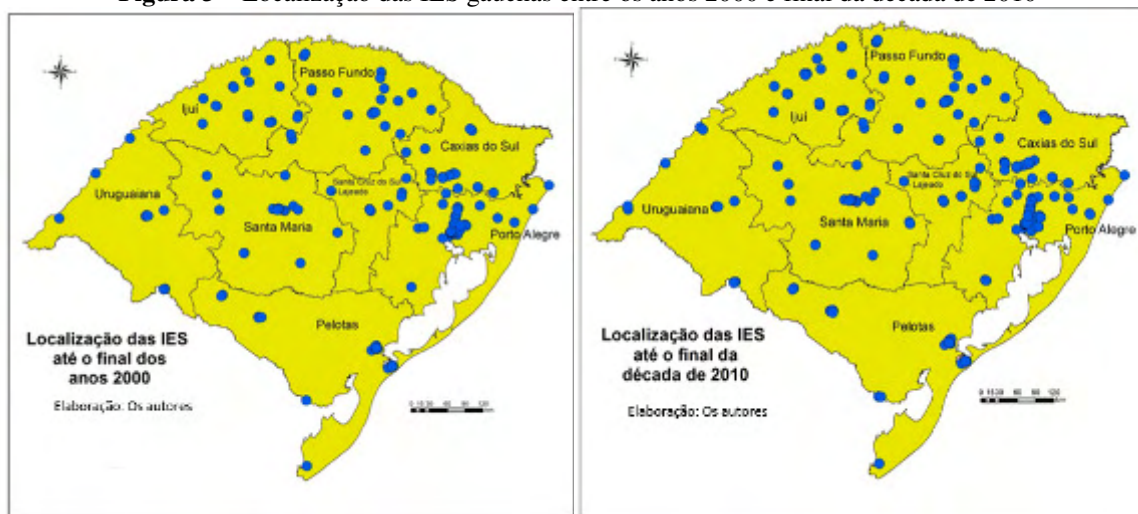 Figura 3 – Localização das IES gaúchas entre os anos 2000 e final da década de 2010
Passo Fundo
Ijuí
Caxias do Sul
Uruguaiana
Santa Cruz do Sul
Lajeado
Santa Maria
Porto Alegre
Pelotas
Localização das IES
até o final dos
anos 2000
Elaboração: Os autores
Passo Fundo
Ijuí
Caxias do Sul
Uruguaiana
Santa Cruz do Sul
Lajeado
Santa Maria
Porto Alegre
Pelotas
Localização das IES
até o final da
década de 2010
Elaboração: Os autores